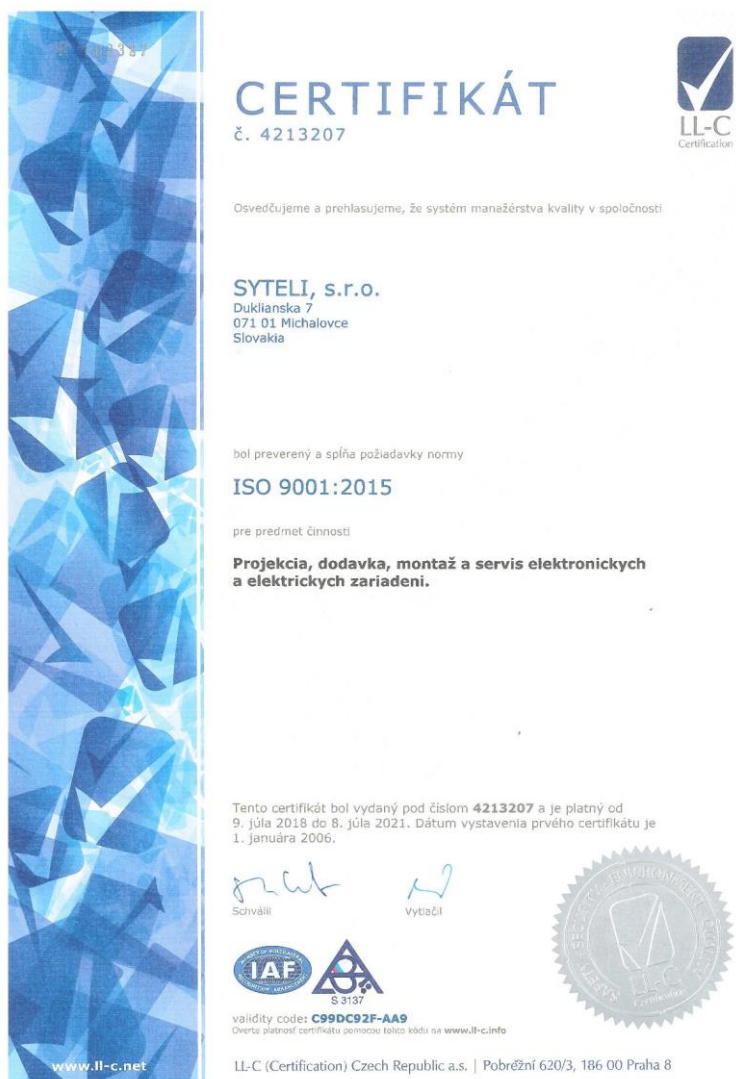 CERTIFIKÁT
č. 4213207
LL-C
Certification
Osvedčujeme a prehlasujeme, že systém manažérstva kvality v spoločnosti
SYTELI, s.r.o.
Duklianska 7
071 01 Michalovce
Slovakia
bol preverený a spĺňa požiadavky normy
ISO 9001:2015
pre predmet činnosti
Projekcia, dodavka, montaž a servis elektronickych
a elektrickych zariadeni.
Tento certifikát bol vydaný pod číslom 4213207 a je platný od
9. júla 2018 do 8. júla 2021. Dátum vystavenia prvého certifikátu je
1. januára 2006.
Schválil
Vytlačil
IAF
S 3137
validity code: C99DC92F-AA9
Overte platnosť certifikátu pomocou tohto kódu na www.ll-c.info
LL-C
Certification
www.ll-c.net
LL-C (Certification) Czech Republic a.s. | Pobřežní 620/3, 186 00 Praha 8